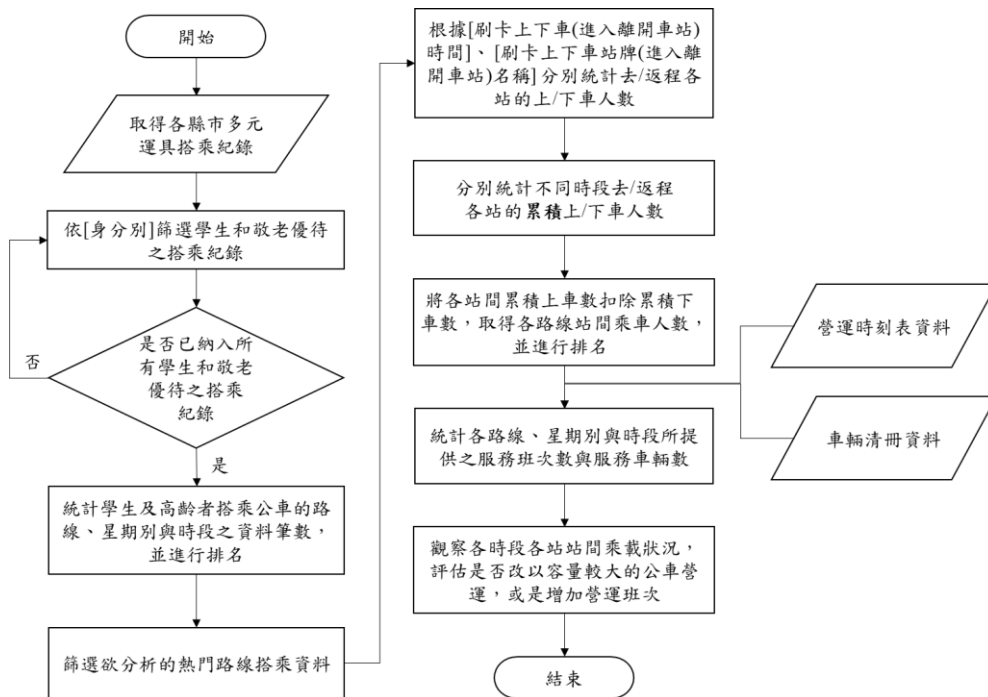 開始
取得各縣市多元
運具搭乘紀錄
依[身分別]篩選學生和敬老優待
之搭乘紀錄
否
是否已納入所
有學生和敬老
優待之搭乘
紀錄
是
統計學生及高齡者搭乘公車的路
線、星期別與時段之資料筆數，
並進行排名
篩選欲分析的熱門路線搭乘資料
根據[刷卡上下車(進入離開車站)
時間]、[刷卡上下車站牌(進入離
開車站)名稱]分別統計去/返程各
站的上/下車人數
分別統計不同時段去/返程
各站的累積上/下車人數
將各站間累積上車數扣除累積下
車數，取得各路線站間乘車人數，
並進行排名
營運時刻表資料
車輛清冊資料
統計各路線、星期別與時段所提
供之服務班次數與服務車輛數
觀察各時段各站站間乘載狀況，
評估是否改以容量較大的公車營
運，或是增加營運班次
結束